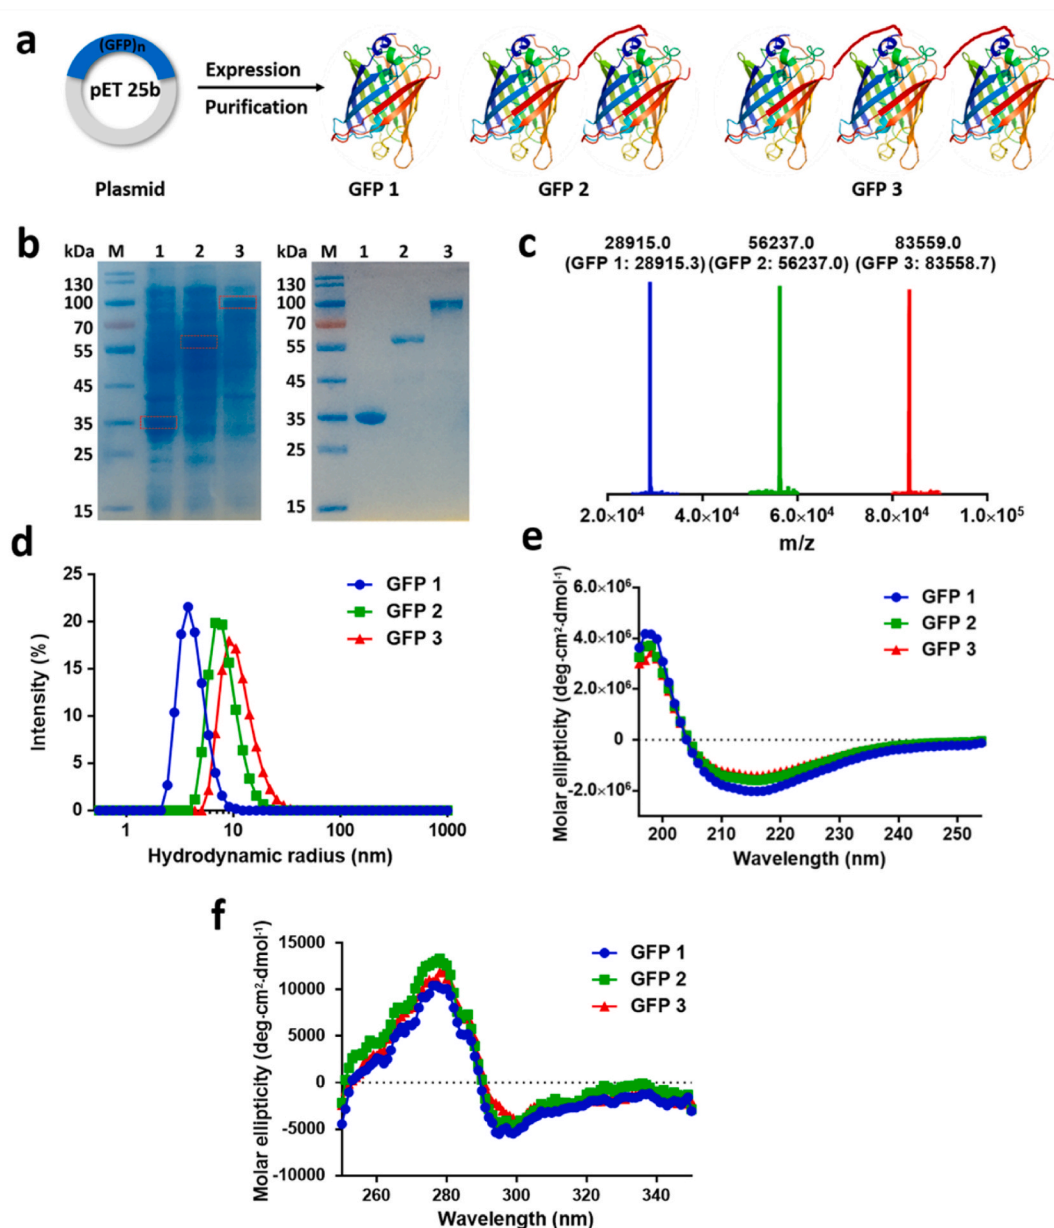 a
(GFP)n
pET 25b
Plasmid
Expression
Purification
GFP 1
GFP 2
GFP 3
b
kDa M 1 2 3
130
100
70
55
45
35
25
15
kDa M 1 2 3
130
100
70
55
45
35
25
15
c
28915.0 56237.0 83559.0
(GFP 1: 28915.3) (GFP 2: 56237.0) (GFP 3: 83558.7)
2.0×10⁴ 4.0×10⁴ 6.0×10⁴ 8.0×10⁴ 1.0×10⁵
m/z
d
Intensity (%)
25
20
15
10
5
0
GFP 1
GFP 2
GFP 3
1 10 100 1000
Hydrodynamic radius (nm)
e
Molar ellipticity (deg·cm²·dmol⁻¹)
6.0×10⁶
4.0×10⁶
2.0×10⁶
0
-2.0×10⁶
GFP 1
GFP 2
GFP 3
200 210 220 230 240 250
Wavelength (nm)
f
Molar ellipticity (deg·cm²·dmol⁻¹)
15000
10000
5000
0
-5000
-10000
GFP 1
GFP 2
GFP 3
260 280 300 320 340
Wavelength (nm)